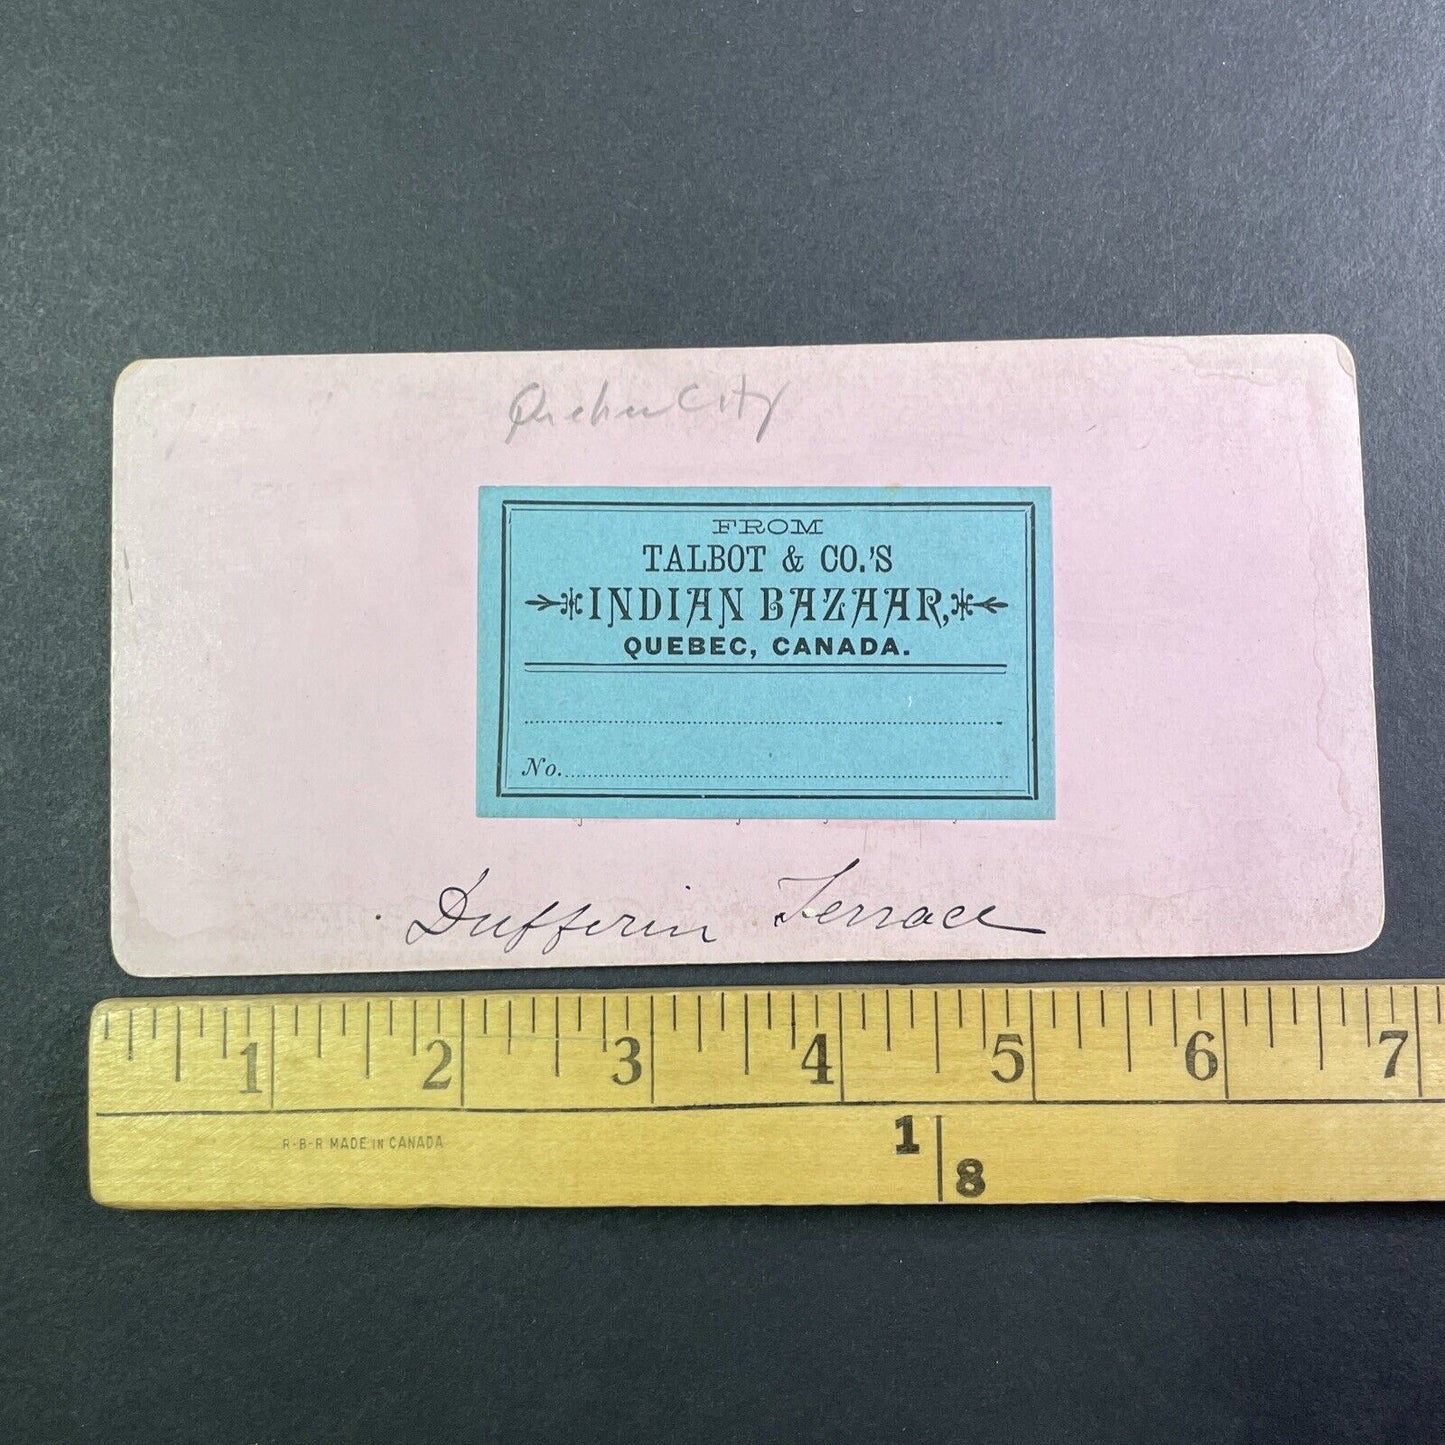 Quebec City
FROM
TALBOT & CO.'S
INDIAN BAZAAR,
QUEBEC, CANADA.
No.
Dufferin Terrace
1 2 3 4 5 6 7
R-B-R MADE IN CANADA
1
8